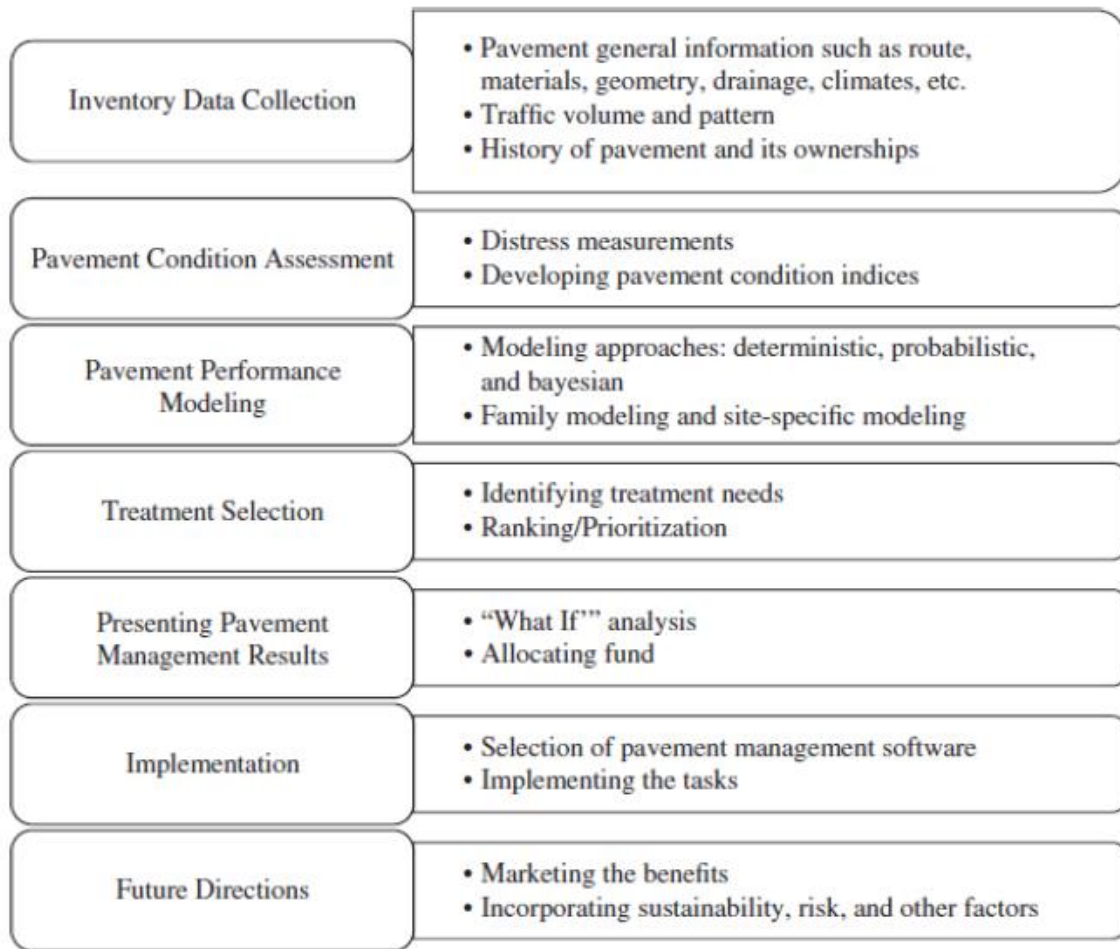 Inventory Data Collection
• Pavement general information such as route,
materials, geometry, drainage, climates, etc.
• Traffic volume and pattern
• History of pavement and its ownerships
Pavement Condition Assessment
• Distress measurements
• Developing pavement condition indices
Pavement Performance
Modeling
• Modeling approaches: deterministic, probabilistic,
and bayesian
• Family modeling and site-specific modeling
Treatment Selection
• Identifying treatment needs
• Ranking/Prioritization
Presenting Pavement
Management Results
• “What If’” analysis
• Allocating fund
Implementation
• Selection of pavement management software
• Implementing the tasks
Future Directions
• Marketing the benefits
• Incorporating sustainability, risk, and other factors